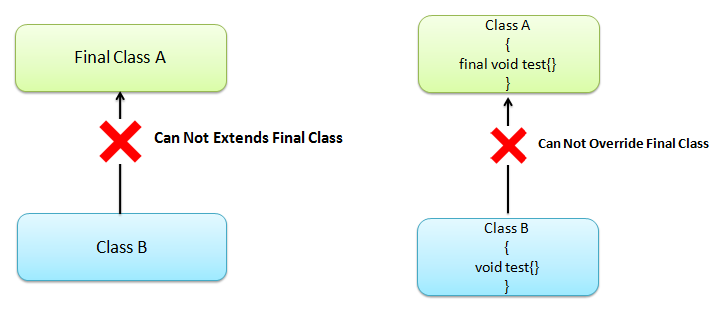 Final Class A
Can Not Extends Final Class
Class B
Class A
{
final void test{}
}
Can Not Override Final Class
Class B
{
void test{}
}